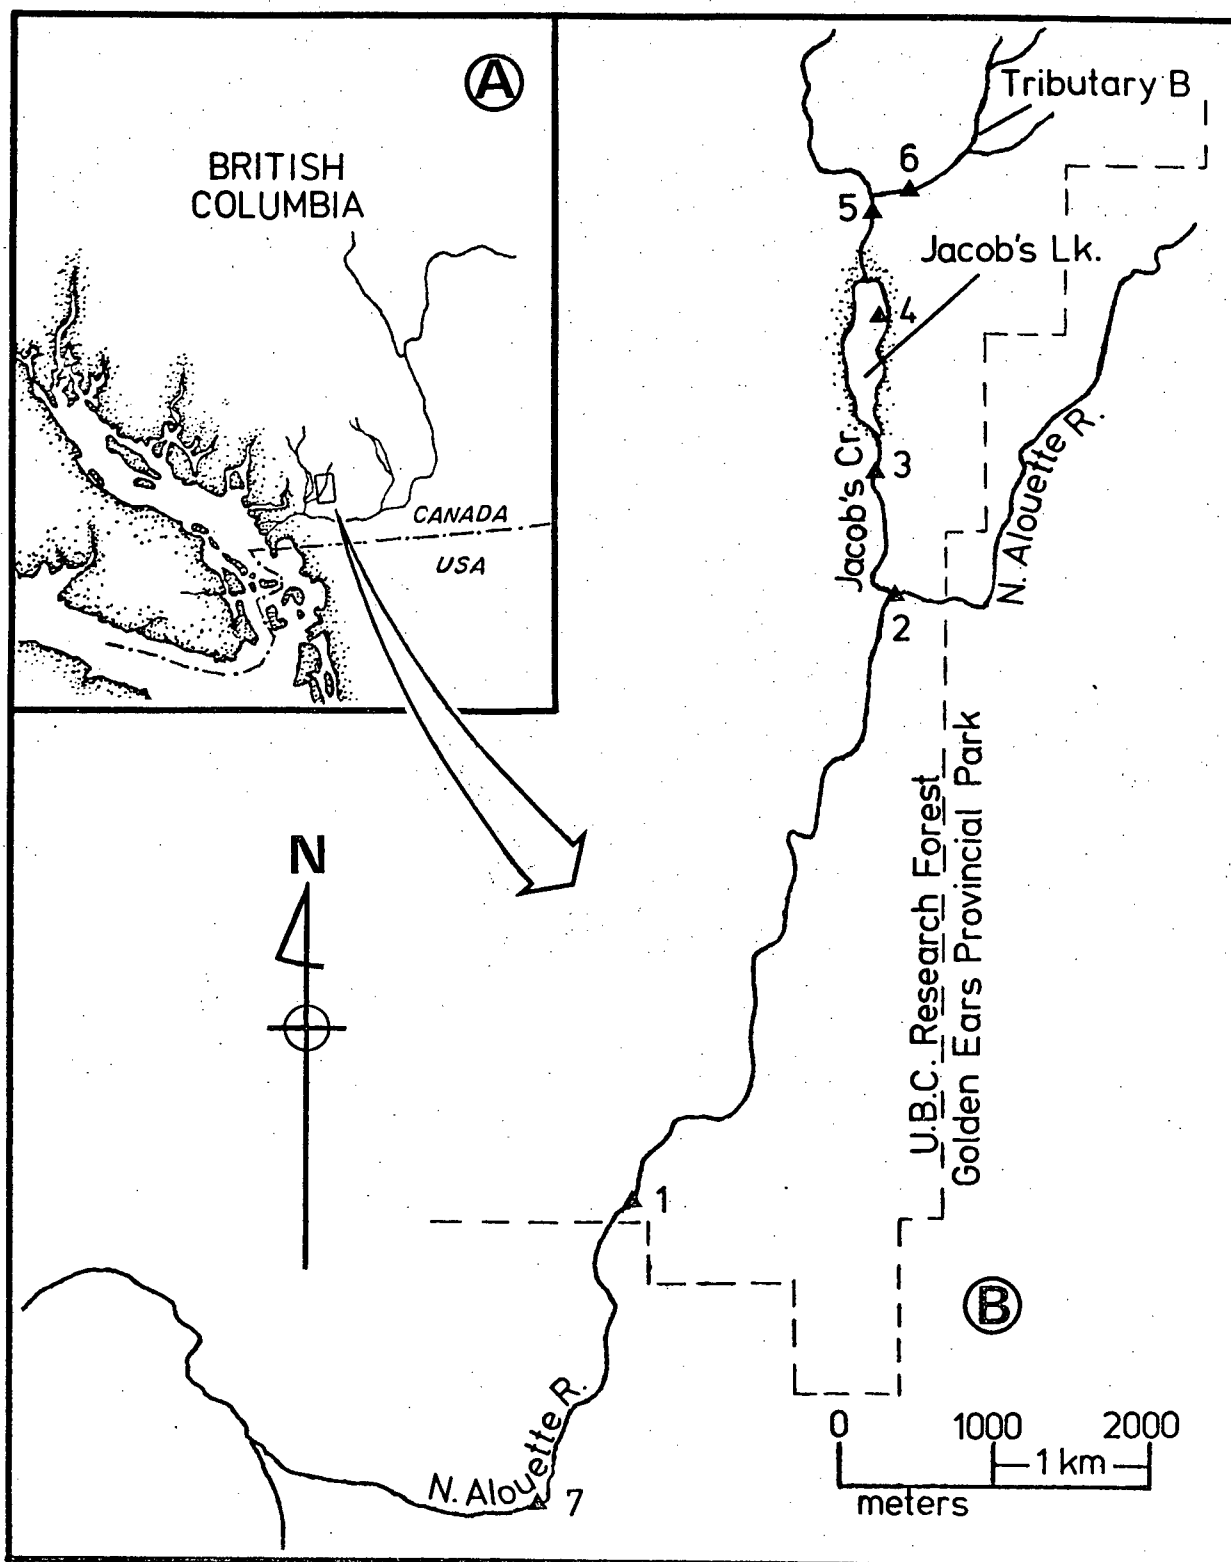 A
BRITISH
COLUMBIA
CANADA
USA
Tributary B
6
5
Jacob's Lk.
4
Jacob's Cr.
3
N. Alouette R.
2
U.B.C. Research Forest
Golden Ears Provincial Park
N
1
B
N. Alouette R.
7
0 1000 2000
1 km
meters